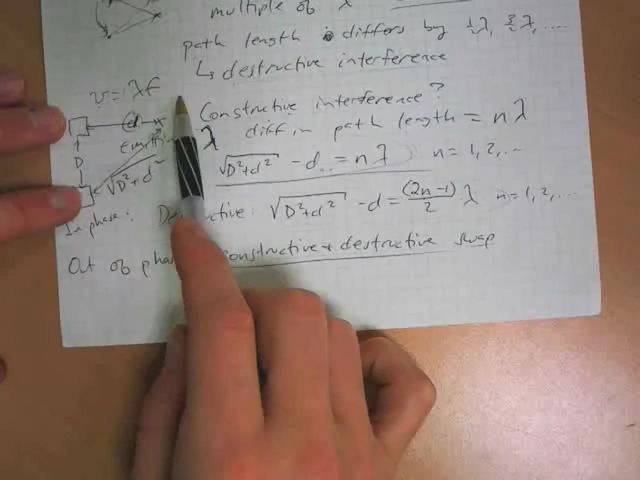 multiple of λ
path length is differs by ½λ, 3/2 λ, ....
↳ destructive interference
v = λf
Constructive interference?
diff in path length = nλ
d
D
λ
√D²+d² - d = nλ n = 1, 2, ...
√D²+d²
In phase: Destructive: √D²+d² - d = (2n-1)/2 λ n = 1, 2, ...
Out of phase constructive + destructive swap